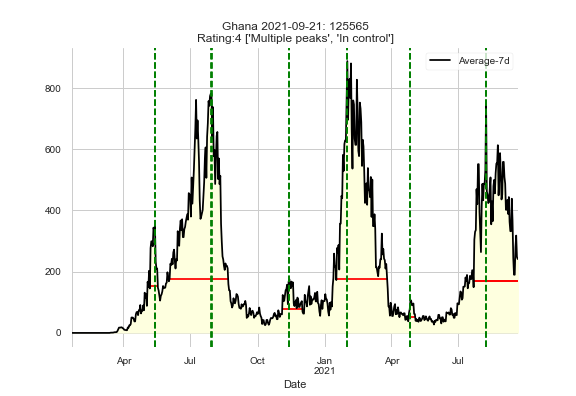 Ghana 2021-09-21: 125565
Rating:4 ['Multiple peaks', 'In control']
Average-7d
800
600
400
200
0
Apr Jul Oct Jan Apr Jul
2021
Date